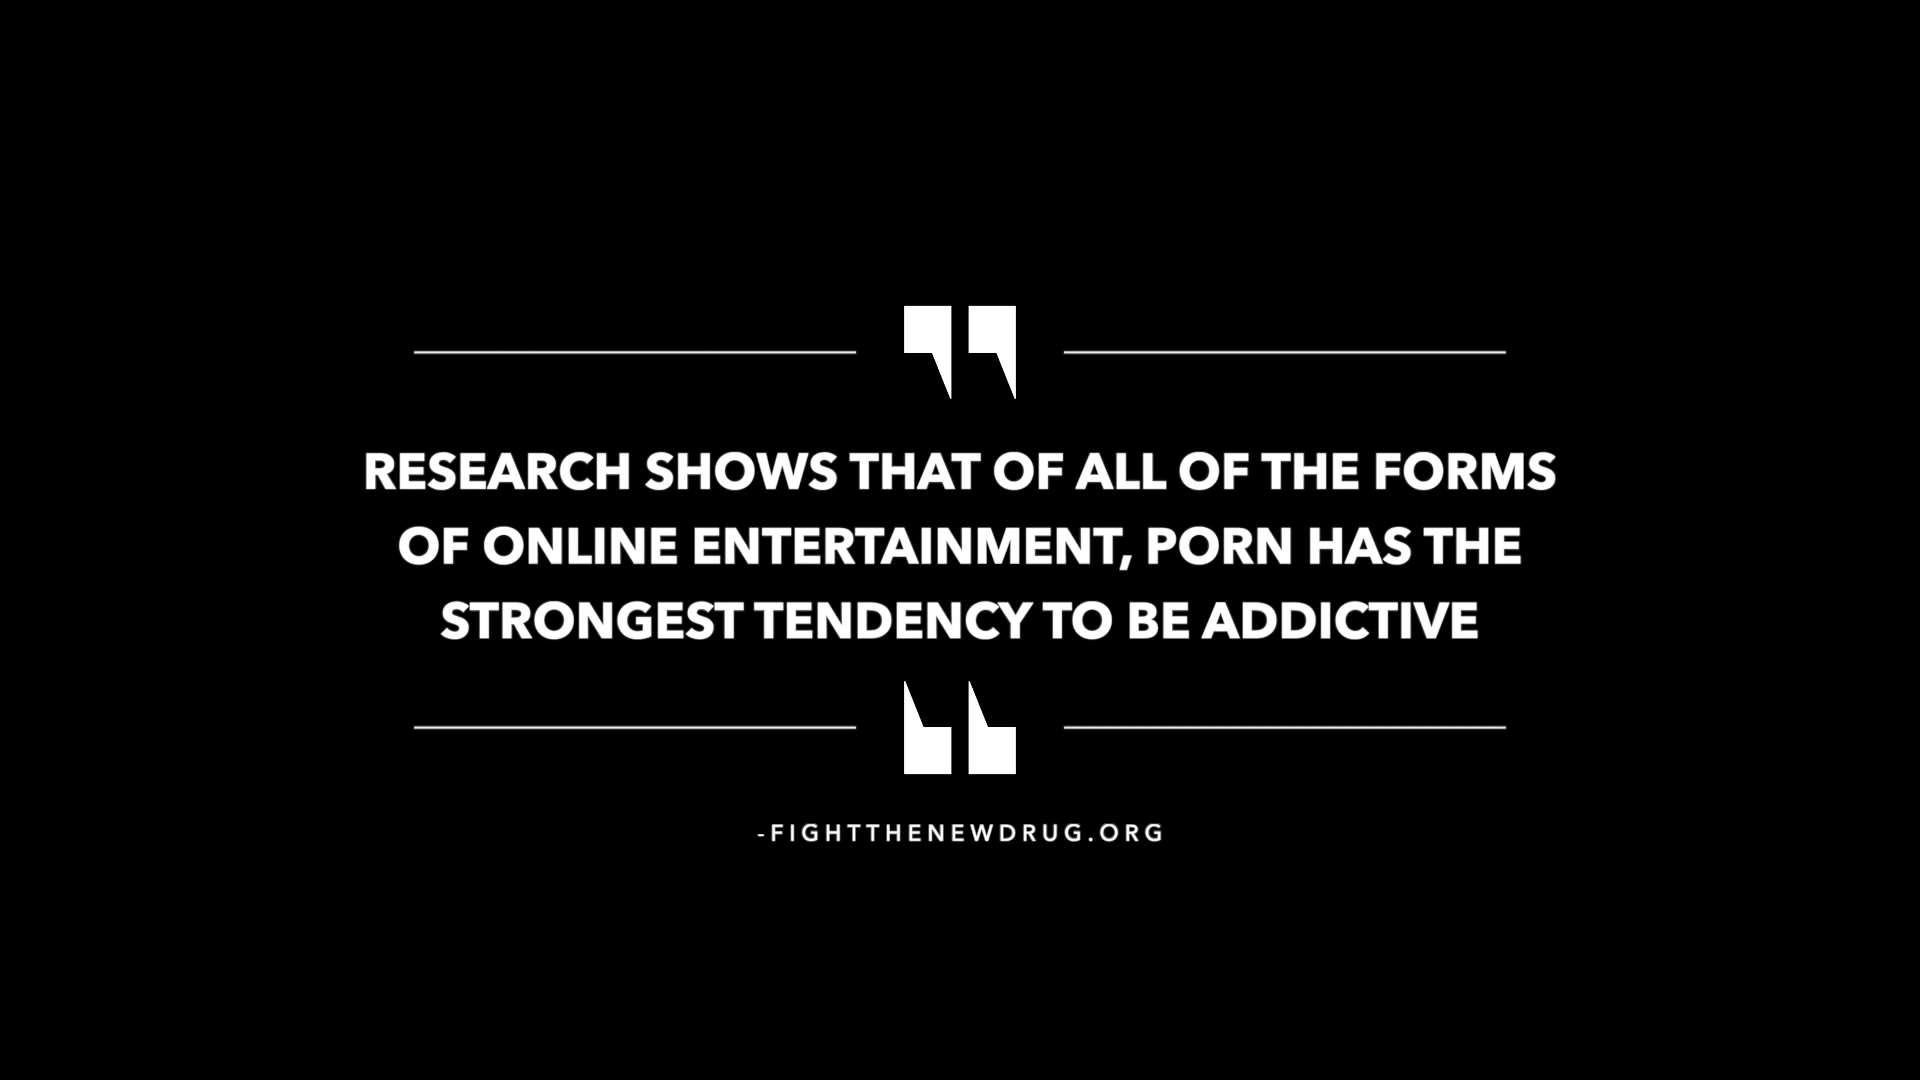 RESEARCH SHOWS THAT OF ALL OF THE FORMS
OF ONLINE ENTERTAINMENT, PORN HAS THE
STRONGEST TENDENCY TO BE ADDICTIVE
-FIGHTTHENEWDRUG.ORG